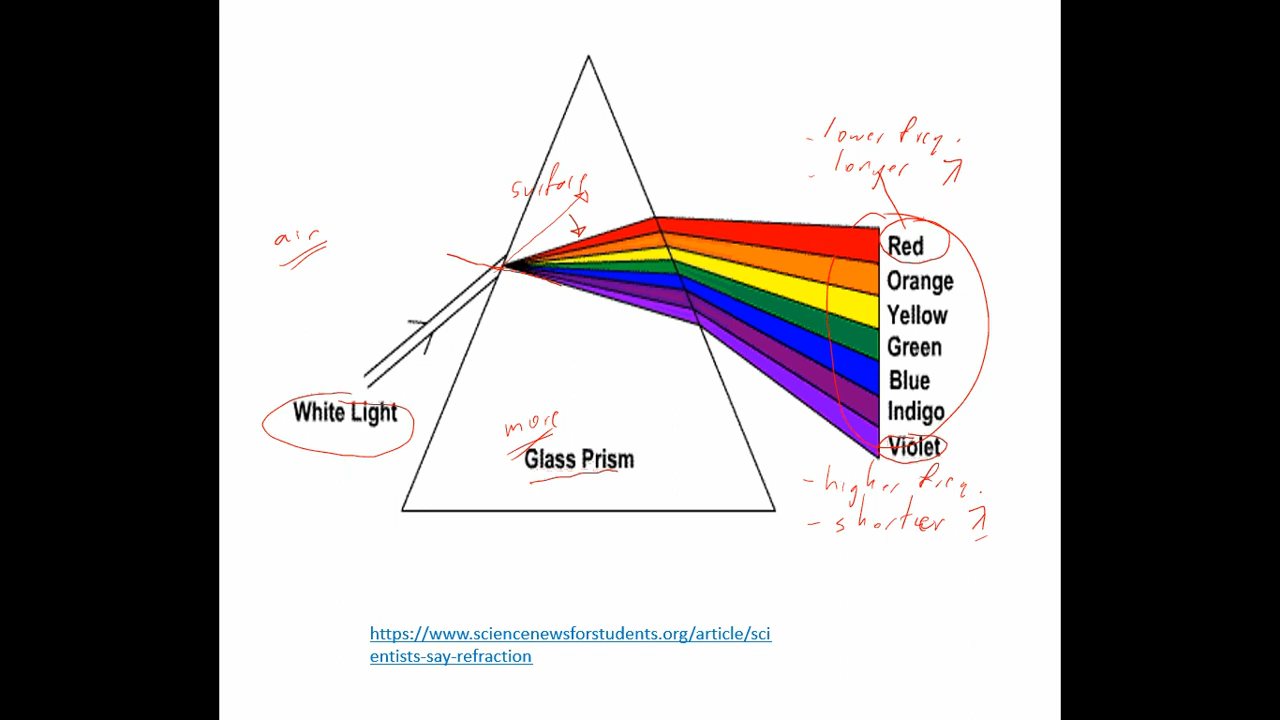 - lower freq.
- longer λ
surface
air
Red
Orange
Yellow
Green
Blue
Indigo
Violet
White Light
more
Glass Prism
- higher freq.
- shorter λ
https://www.sciencenewsforstudents.org/article/sci
entists-say-refraction